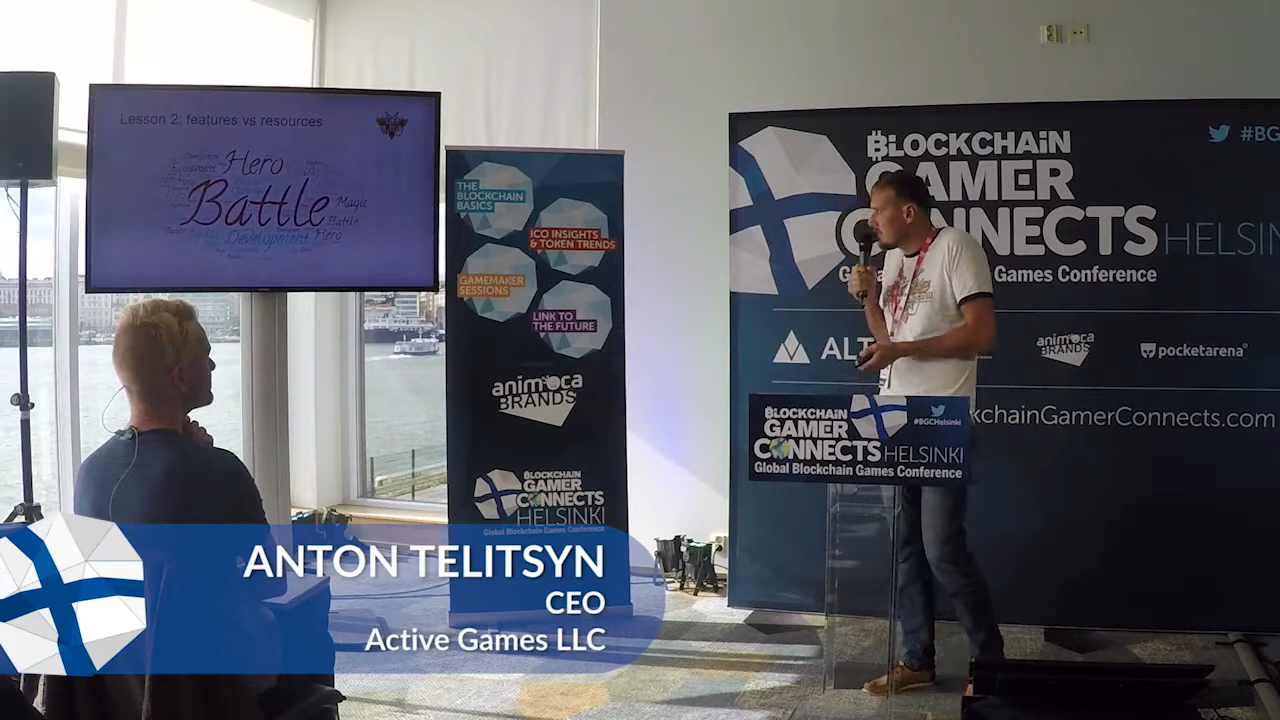 Lesson 2: features vs resources
Hero
Battle
Magic
Battle
Development Hero
THE
BLOCKCHAIN
BASICS
ICO INSIGHTS
& TOKEN TRENDS
GAMEMAKER
SESSIONS
LINK TO
THE FUTURE
animoca
BRANDS
BLOCKCHAIN
GAMER
CONNECTS
HELSINKI
Global Blockchain Games Conference
BLOCKCHAIN
GAMER
CONNECTS HELSIN
Games Conference
#BG
ALT
animoca
BRANDS
pocketarena
kchainGamerConnects.com
BLOCKCHAIN
GAMER
CONNECTS HELSINKI
Global Blockchain Games Conference
#BGCHelsinki
ANTON TELITSYN
CEO
Active Games LLC